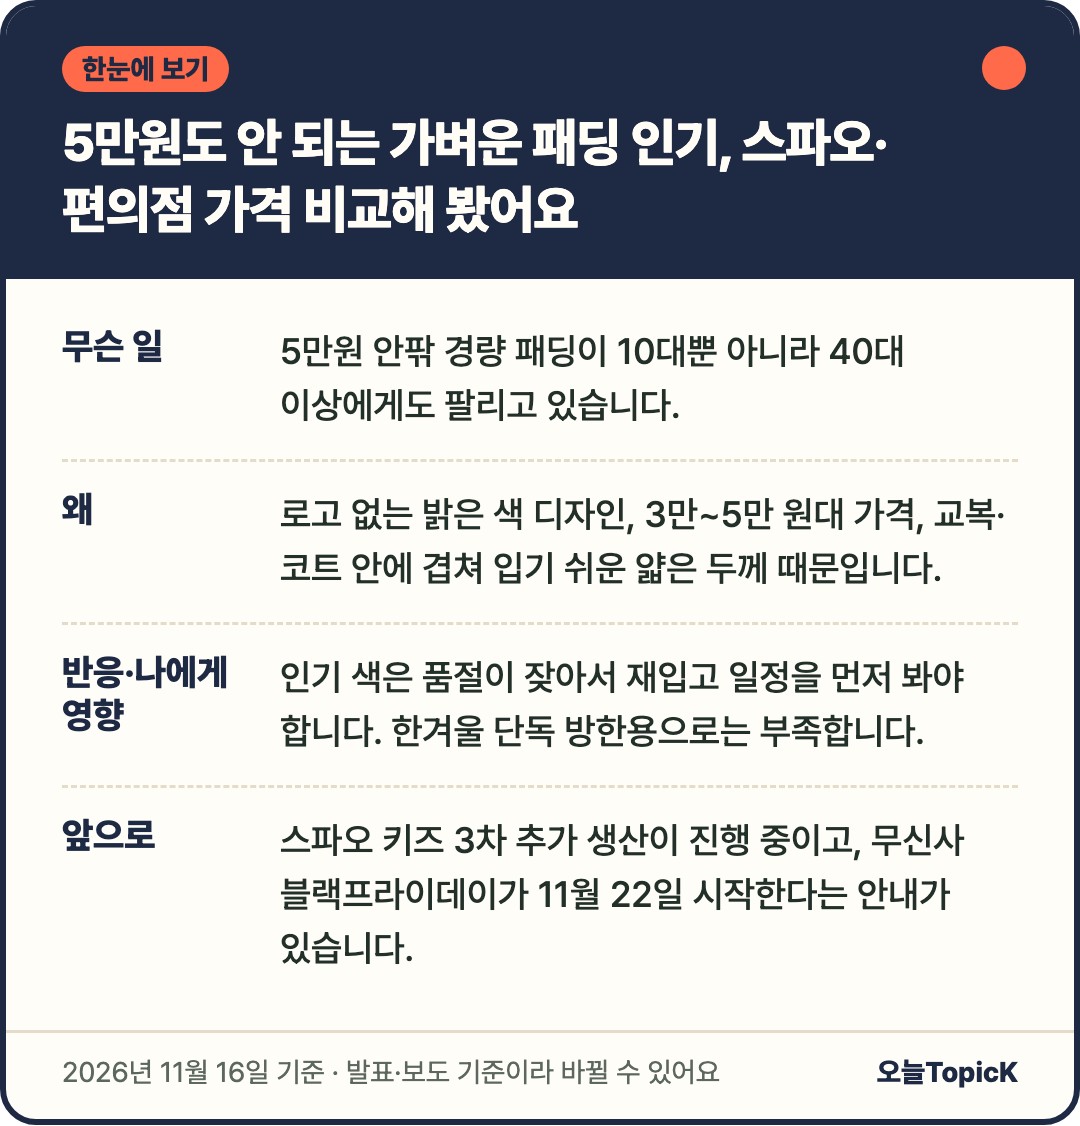 한눈에 보기
5만원도 안 되는 가벼운 패딩 인기, 스파오·
편의점 가격 비교해 봤어요
무슨 일
5만원 안팎 경량 패딩이 10대뿐 아니라 40대
이상에게도 팔리고 있습니다.
왜
로고 없는 밝은 색 디자인, 3만~5만 원대 가격, 교복·
코트 안에 겹쳐 입기 쉬운 얇은 두께 때문입니다.
반응·나에게
영향
인기 색은 품절이 잦아서 재입고 일정을 먼저 봐야
합니다. 한겨울 단독 방한용으로는 부족합니다.
앞으로
스파오 키즈 3차 추가 생산이 진행 중이고, 무신사
블랙프라이데이가 11월 22일 시작한다는 안내가
있습니다.
2026년 11월 16일 기준 · 발표·보도 기준이라 바뀔 수 있어요
오늘TopicK